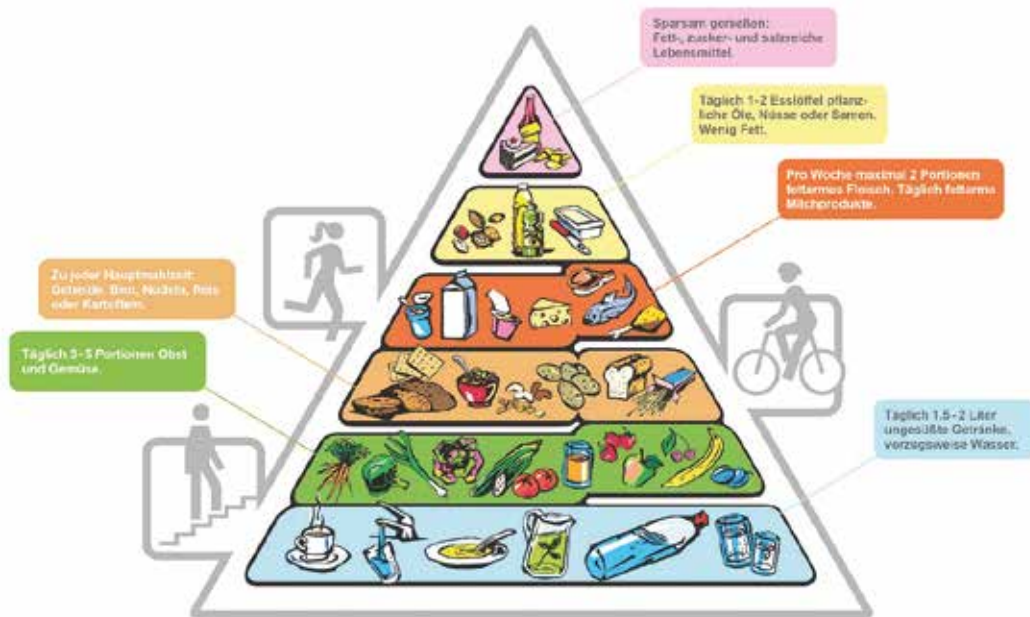 Sparsam genießen:
Fett-, zucker- und salzreiche
Lebensmittel.
Täglich 1-2 Esslöffel pflanz-
liche Öle, Nüsse oder Samen.
Wenig Fett.
Pro Woche maximal 2 Portionen
fettarmes Fleisch. Täglich fettarme
Milchprodukte.
Zu jeder Hauptmahlzeit:
Getreide, Brot, Nudeln, Reis
oder Kartoffeln.
Täglich 3-5 Portionen Obst
und Gemüse.
Täglich 1.5-2 Liter
ungesüßte Getränke,
vorzugsweise Wasser.